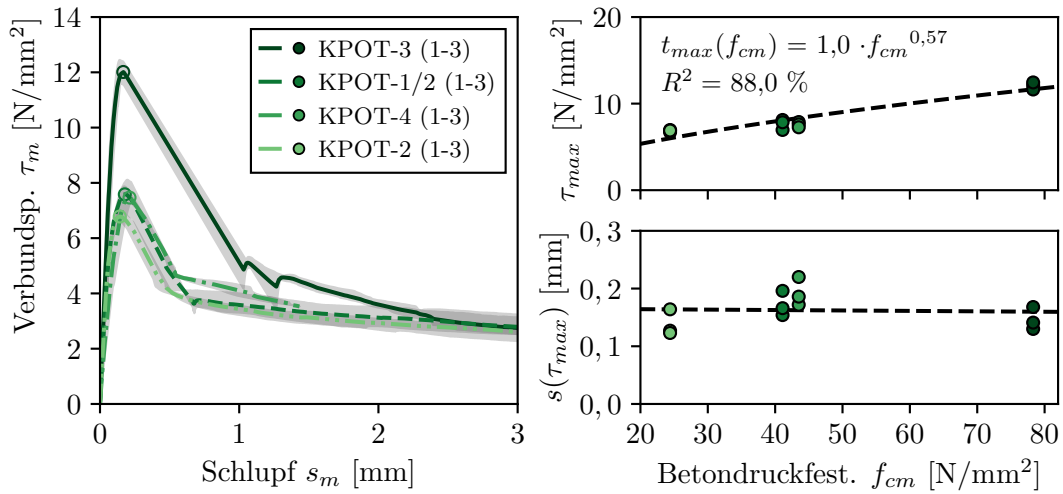 Verbundsp. τm [N/mm²]
14
12
10
8
6
4
2
0
0 1 2 3
Schlupf sm [mm]
KPOT-3 (1-3)
KPOT-1/2 (1-3)
KPOT-4 (1-3)
KPOT-2 (1-3)
τmax [N/mm²]
20
10
0
tmax(fcm) = 1,0 ·fcm^0,57
R² = 88,0 %
s(τmax) [mm]
0, 3
0, 2
0, 1
0, 0
20 30 40 50 60 70 80
Betondruckfest. fcm [N/mm²]